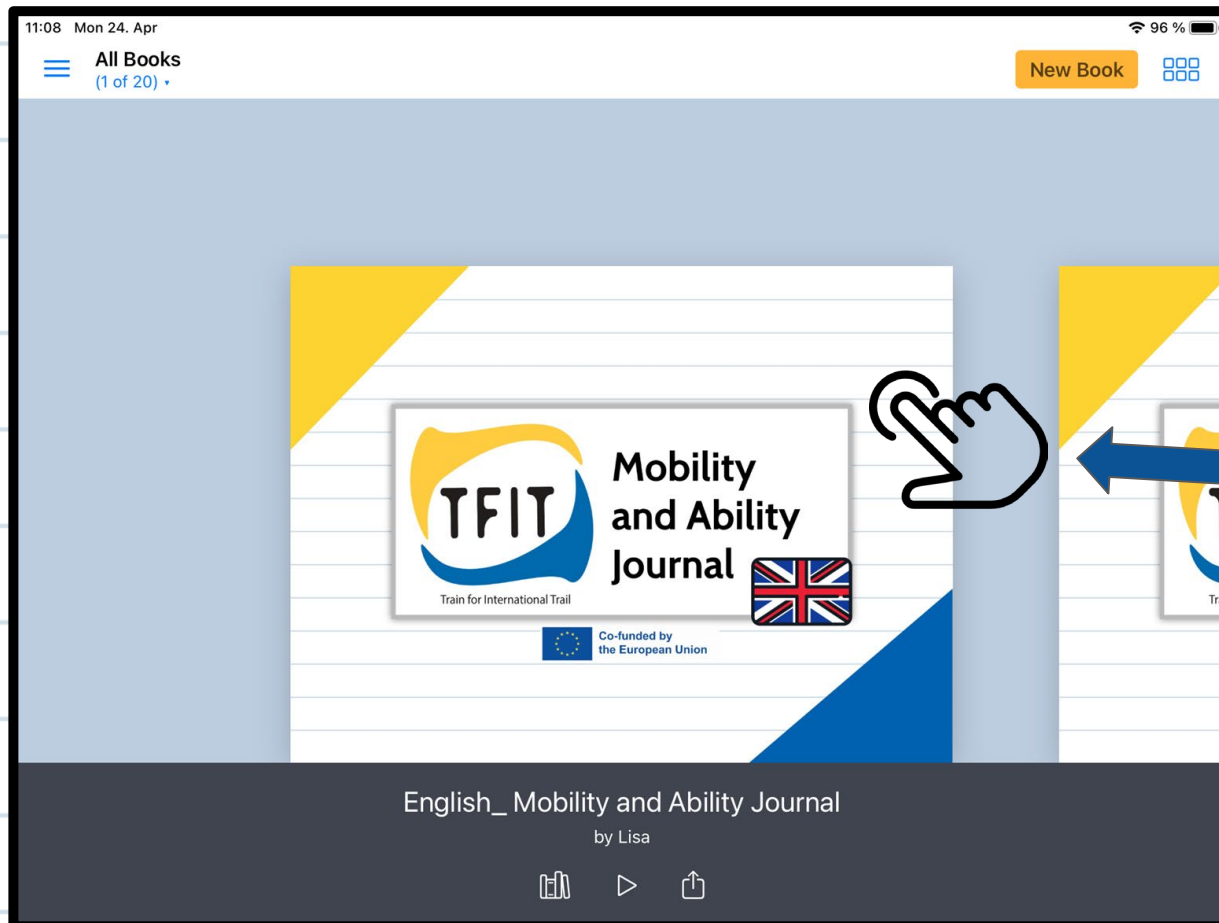 11:08 Mon 24. Apr
96 %
All Books
(1 of 20)
New Book
TFIT
Train for International Trail
Mobility
and Ability
Journal
Co-funded by
the European Union
English_ Mobility and Ability Journal
by Lisa